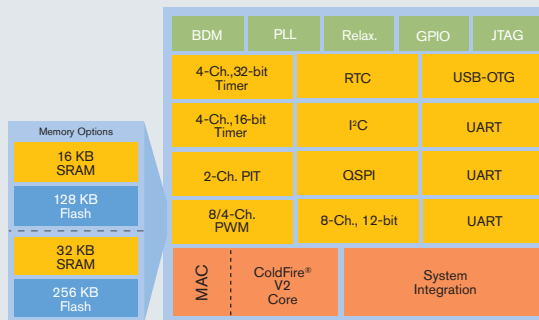 BDM
PLL
Relax.
GPIO
JTAG
4-Ch.,32-bit
Timer
RTC
USB-OTG
4-Ch.,16-bit
Timer
I²C
UART
2-Ch. PIT
QSPI
UART
8/4-Ch.
PWM
8-Ch., 12-bit
UART
MAC
ColdFire®
V2
Core
System
Integration
Memory Options
16 KB
SRAM
128 KB
Flash
32 KB
SRAM
256 KB
Flash